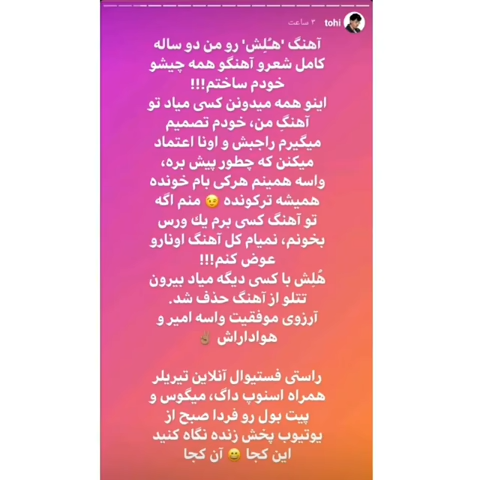 tohi ۳ ساعت
آهنگ 'هُلِش' رو من دو ساله
کامل شعرو آهنگو همه چیشو
خودم ساختم!!!
اینو همه میدونن کسی میاد تو
آهنگِ من، خودم تصمیم
میگیرم راجبش و اونا اعتماد
میکنن که چطور پیش بره،
واسه همینم هرکی بام خونده
همیشه ترکونده 😉 منم اگه
تو آهنگ کسی برم یك ورس
بخونم، نمیام کل آهنگ اونارو
عوض کنم!!!
هُلِش با کسی دیگه میاد بیرون
تتلو از آهنگ حذف شد.
آرزوی موفقیت واسه امیر و
هواداراش ✌🏽
راستی فستیوال آنلاین تیریلر
همراه اسنوپ داگ، میگوس و
پیت بول رو فردا صبح از
یوتیوب پخش زنده نگاه کنید
این کجا 😀 آن کجا